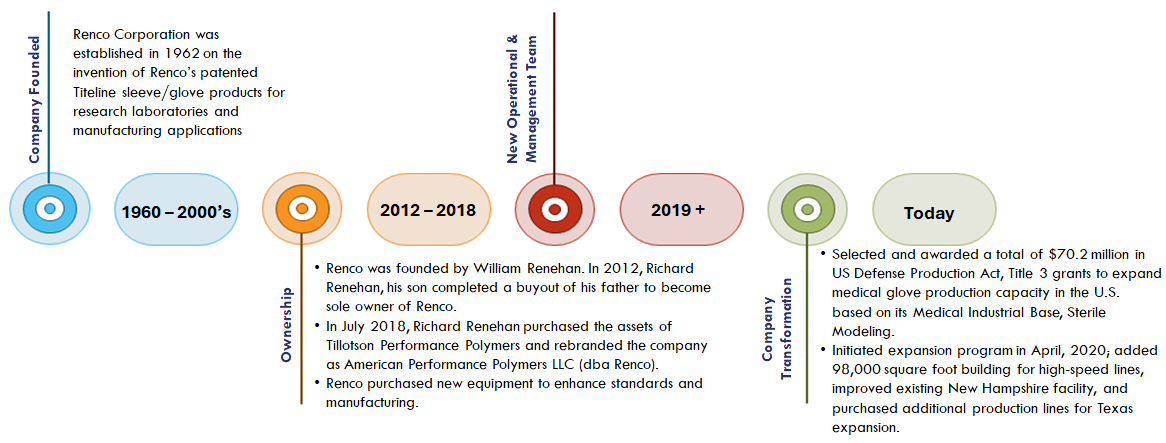 Company Founded
Renco Corporation was
established in 1962 on the
invention of Renco's patented
Titeline sleeve/glove products for
research laboratories and
manufacturing applications
New Operational &
Management Team
1960 – 2000's
2012 – 2018
2019 +
Today
Ownership
• Renco was founded by William Renehan. In 2012, Richard
Renehan, his son completed a buyout of his father to become
sole owner of Renco.
• In July 2018, Richard Renehan purchased the assets of
Tillotson Performance Polymers and rebranded the company
as American Performance Polymers LLC (dba Renco).
• Renco purchased new equipment to enhance standards and
manufacturing.
Company
Transformation
• Selected and awarded a total of $70.2 million in
US Defense Production Act, Title 3 grants to expand
medical glove production capacity in the U.S.
based on its Medical Industrial Base, Sterile
Modeling.
• Initiated expansion program in April, 2020; added
98,000 square foot building for high-speed lines,
improved existing New Hampshire facility, and
purchased additional production lines for Texas
expansion.